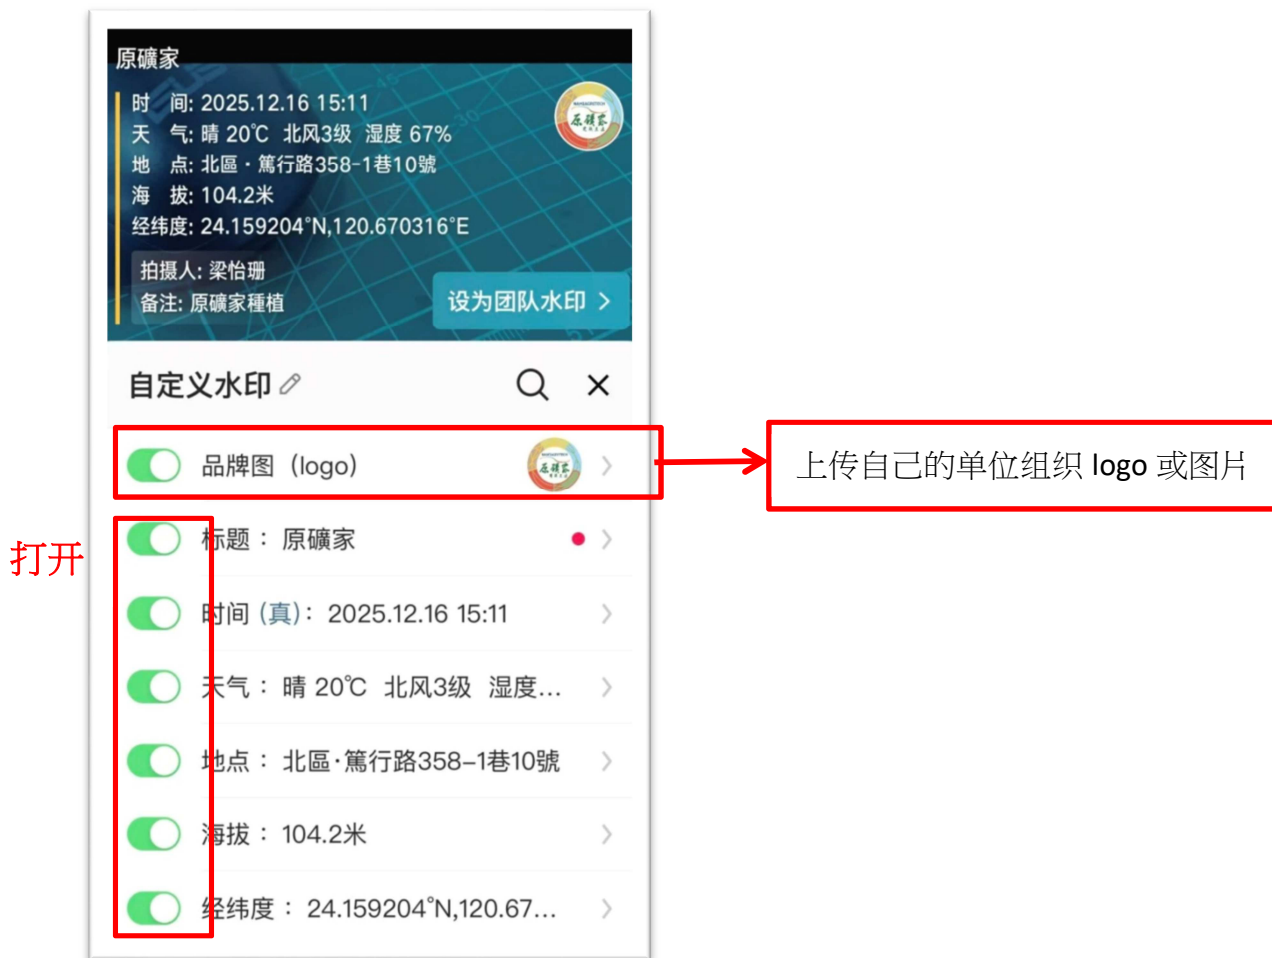 原礦家
时 间: 2025.12.16 15:11
天 气: 晴 20℃ 北风3级 湿度 67%
地 点: 北區·篤行路358-1巷10號
海 拔: 104.2米
经纬度: 24.159204°N,120.670316°E
拍摄人: 梁怡珊
备注: 原礦家種植
设为团队水印 >
原礦家
自定义水印
品牌图 (logo)
原礦家
上传自己的单位组织 logo 或图片
打开
标题： 原礦家
时间 (真)： 2025.12.16 15:11
天气： 晴 20℃ 北风3级 湿度...
地点： 北區·篤行路358-1巷10號
海拔： 104.2米
经纬度： 24.159204°N,120.67...